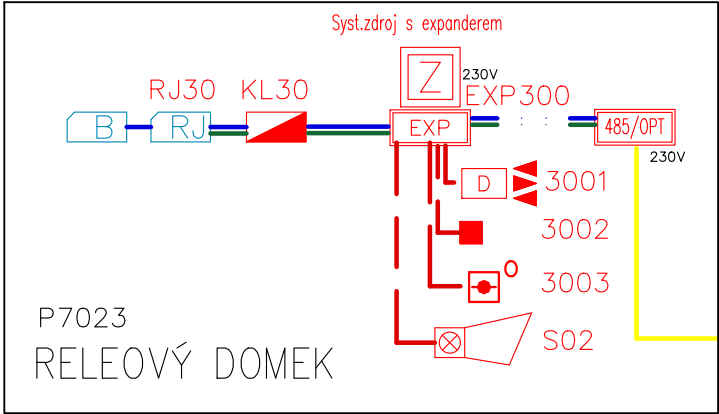 Syst.zdroj s expanderem
Z
230V
RJ30 KL30 EXP300
B RJ EXP : : 485/OPT
230V
D 3001
3002
O 3003
S02
P7023
RELEOVÝ DOMEK